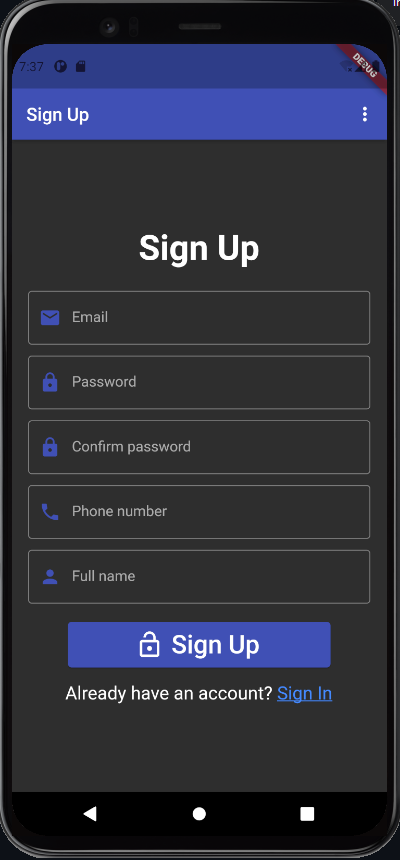 7:37
DEBUG
Sign Up
Sign Up
Email
Password
Confirm password
Phone number
Full name
Sign Up
Already have an account? Sign In